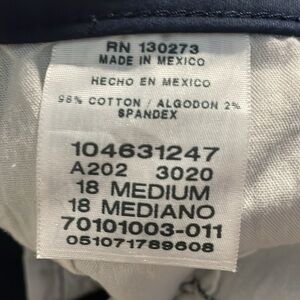 RN 130273
MADE IN MEXICO
HECHO EN MEXICO
98% COTTON / ALGODON 2%
SPANDEX
104631247
A202 3020
18 MEDIUM
18 MEDIANO
70101003-011
051071789608